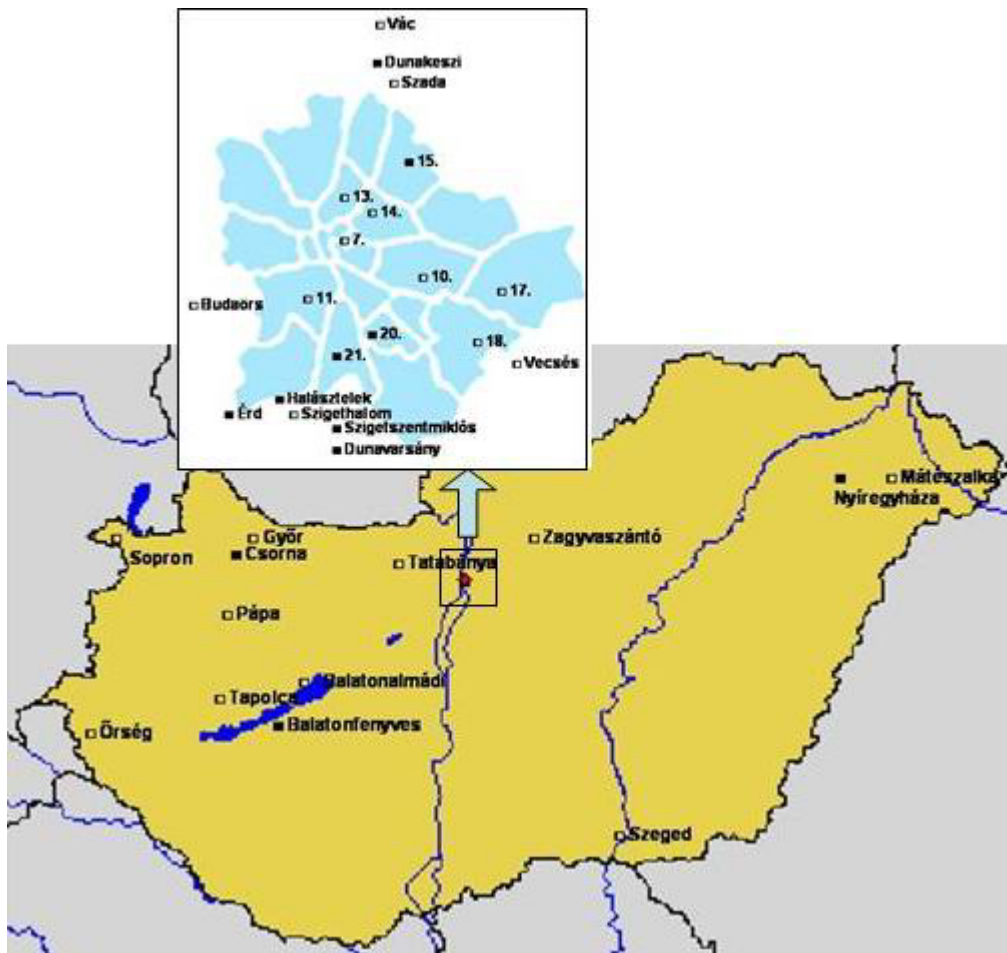 Vác
Dunakeszi
Szada
15.
13.
14.
7.
10.
17.
11.
Budaörs
20.
18.
21.
Vecsés
Halásztelek
Érd
Szigethalom
Szigetszentmiklós
Dunavarsány
Mátészalka
Nyíregyháza
Győr
Zagyvaszántó
Sopron
Csorna
Tatabánya
Pápa
Balatonalmádi
Tapolca
Balatonfenyves
Őrség
Szeged